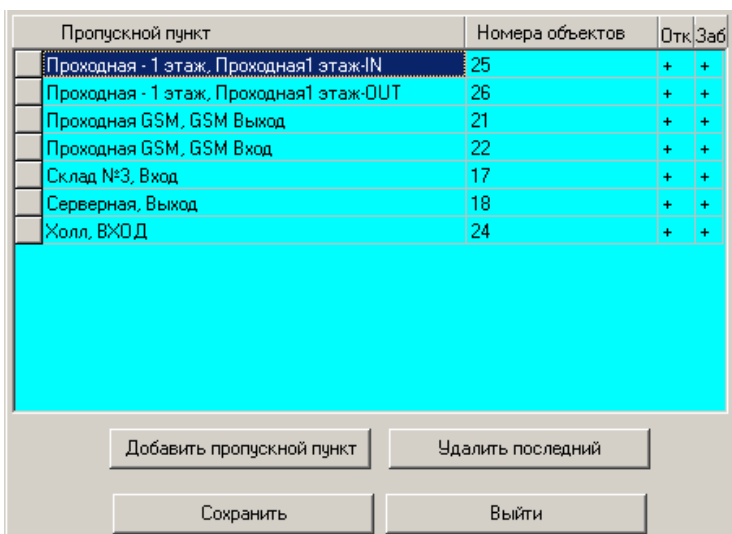 Пропускной пункт Номера объектов Отк Заб
Проходная - 1 этаж, Проходная1 этаж-IN 25 + +
Проходная - 1 этаж, Проходная1 этаж-OUT 26 + +
Проходная GSM, GSM Выход 21 + +
Проходная GSM, GSM Вход 22 + +
Склад №3, Вход 17 + +
Серверная, Выход 18 + +
Холл, ВХОД 24 + +
Добавить пропускной пункт Удалить последний
Сохранить Выйти